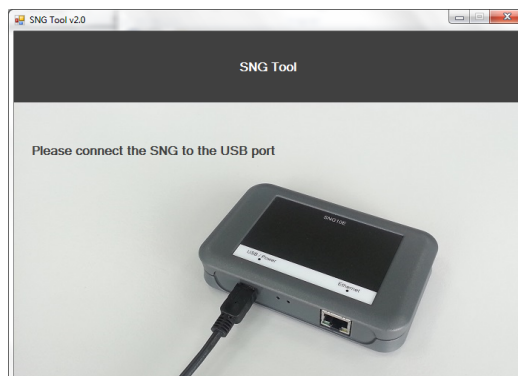 SNG Tool v2.0
SNG Tool
Please connect the SNG to the USB port
SNG10E
USB / Power
Ethernet